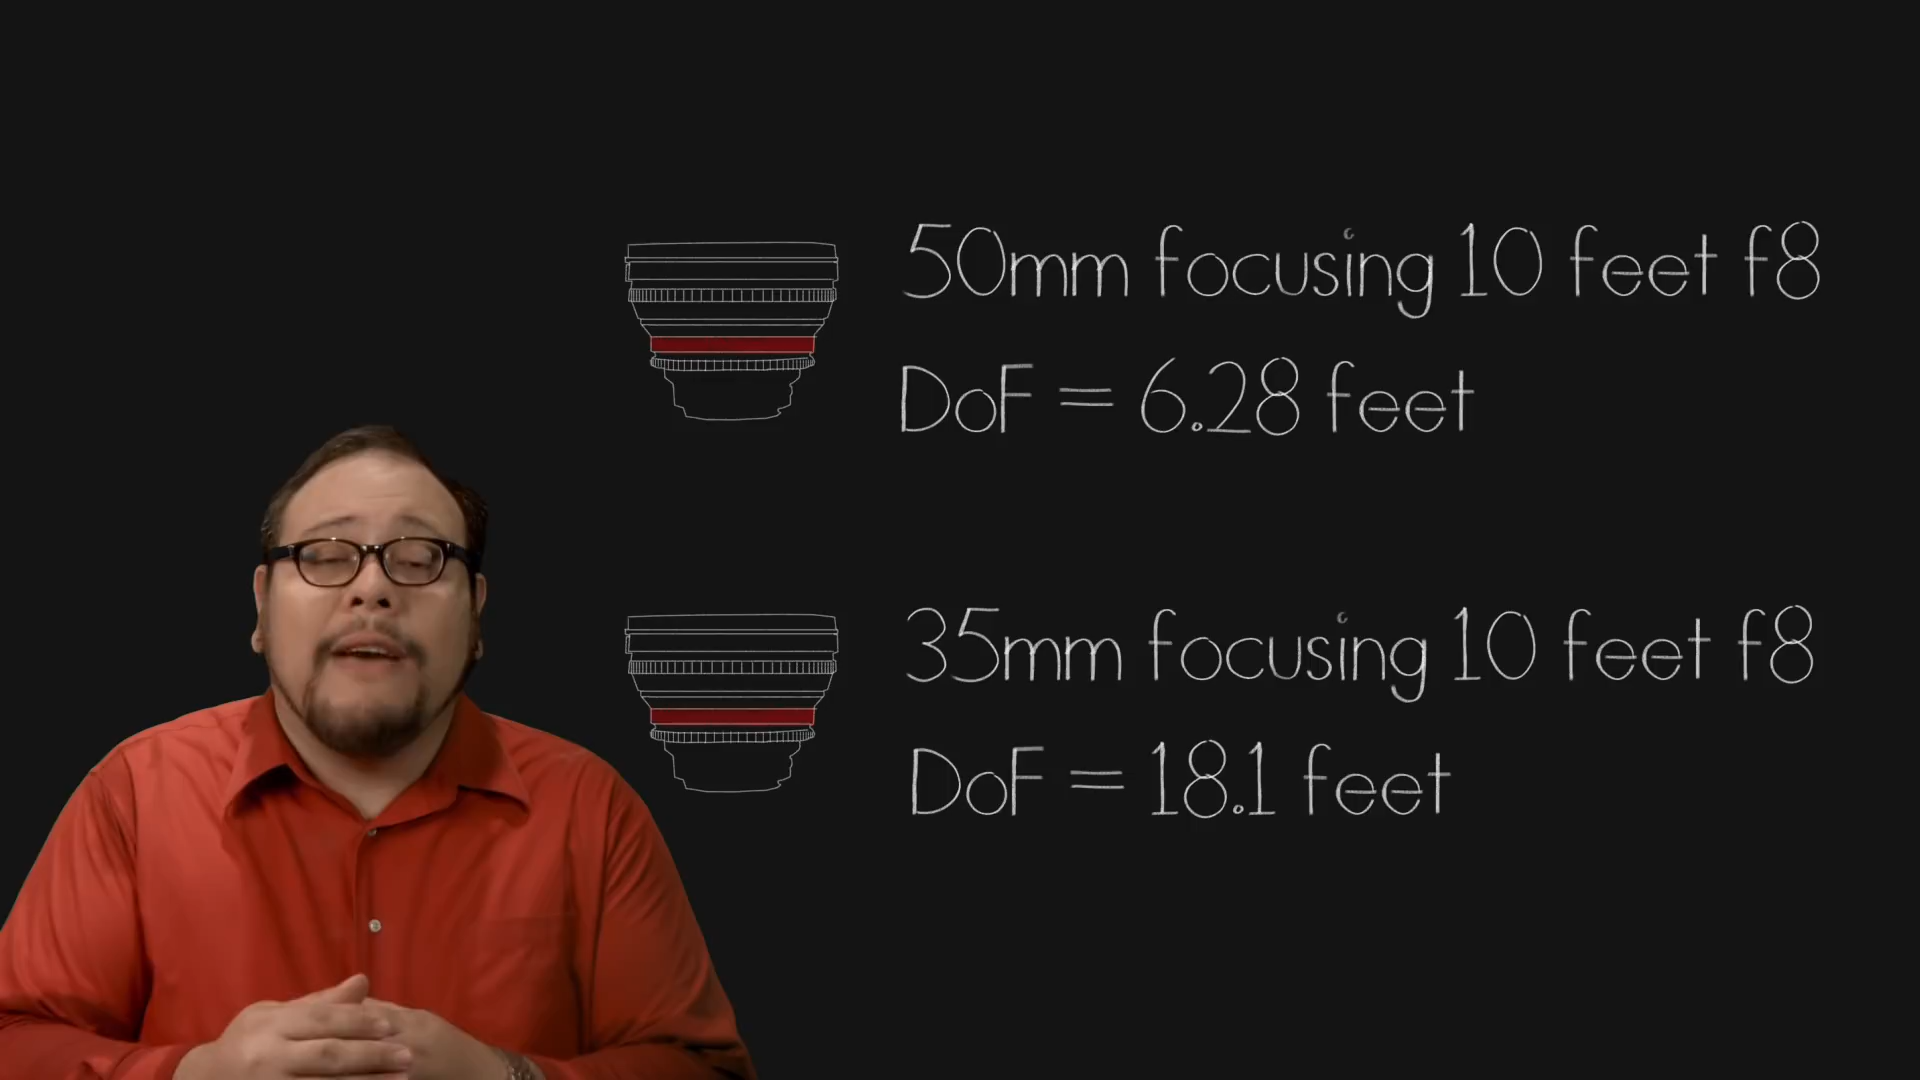 50mm focusing 10 feet f8
DoF = 6.28 feet
35mm focusing 10 feet f8
DoF = 18.1 feet